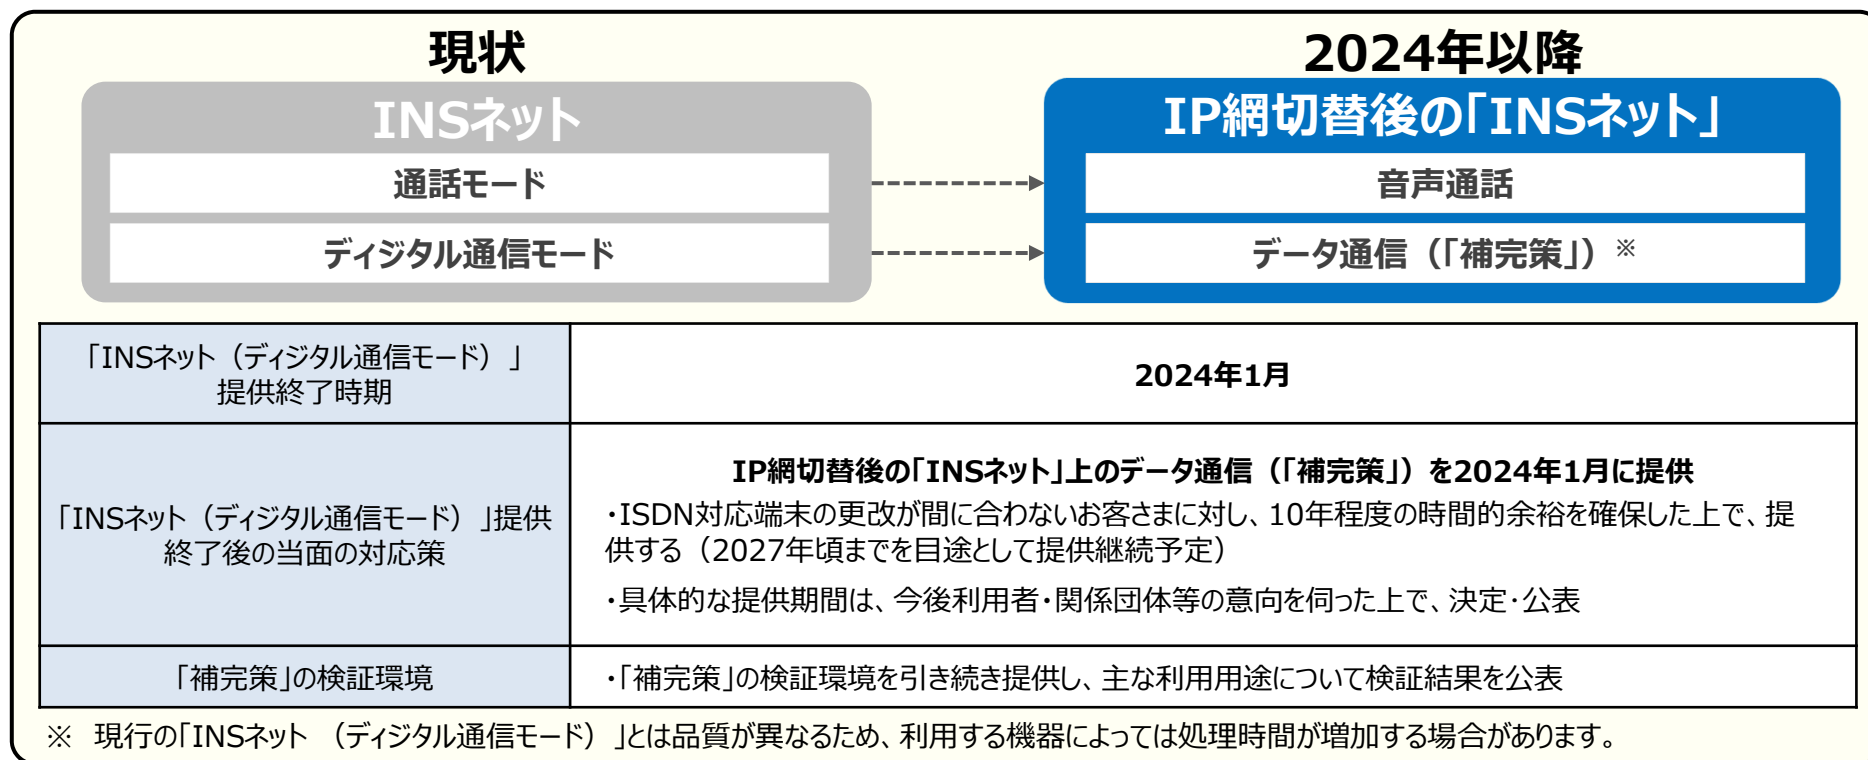 現状
2024年以降
INSネット
IP網切替後の「INSネット」
通話モード
音声通話
ディジタル通信モード
データ通信（「補完策」）※
「INSネット（ディジタル通信モード）」
提供終了時期
2024年1月
「INSネット（ディジタル通信モード）」提供
終了後の当面の対応策
IP網切替後の「INSネット」上のデータ通信（「補完策」）を2024年1月に提供
・ISDN対応端末の更改が間に合わないお客さまに対し、10年程度の時間的余裕を確保した上で、提
供する（2027年頃までを目途として提供継続予定）
・具体的な提供期間は、今後利用者・関係団体等の意向を伺った上で、決定・公表
「補完策」の検証環境
・「補完策」の検証環境を引き続き提供し、主な利用用途について検証結果を公表
※ 現行の「INSネット （ディジタル通信モード）」とは品質が異なるため、利用する機器によっては処理時間が増加する場合があります。